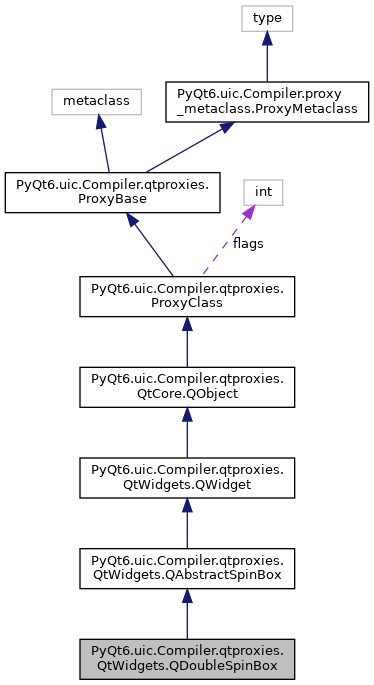 type
PyQt6.uic.Compiler.proxy
_metaclass.ProxyMetaclass
metaclass
PyQt6.uic.Compiler.qtproxies.
ProxyBase
int
flags
PyQt6.uic.Compiler.qtproxies.
ProxyClass
PyQt6.uic.Compiler.qtproxies.
QtCore.QObject
PyQt6.uic.Compiler.qtproxies.
QtWidgets.QWidget
PyQt6.uic.Compiler.qtproxies.
QtWidgets.QAbstractSpinBox
PyQt6.uic.Compiler.qtproxies.
QtWidgets.QDoubleSpinBox